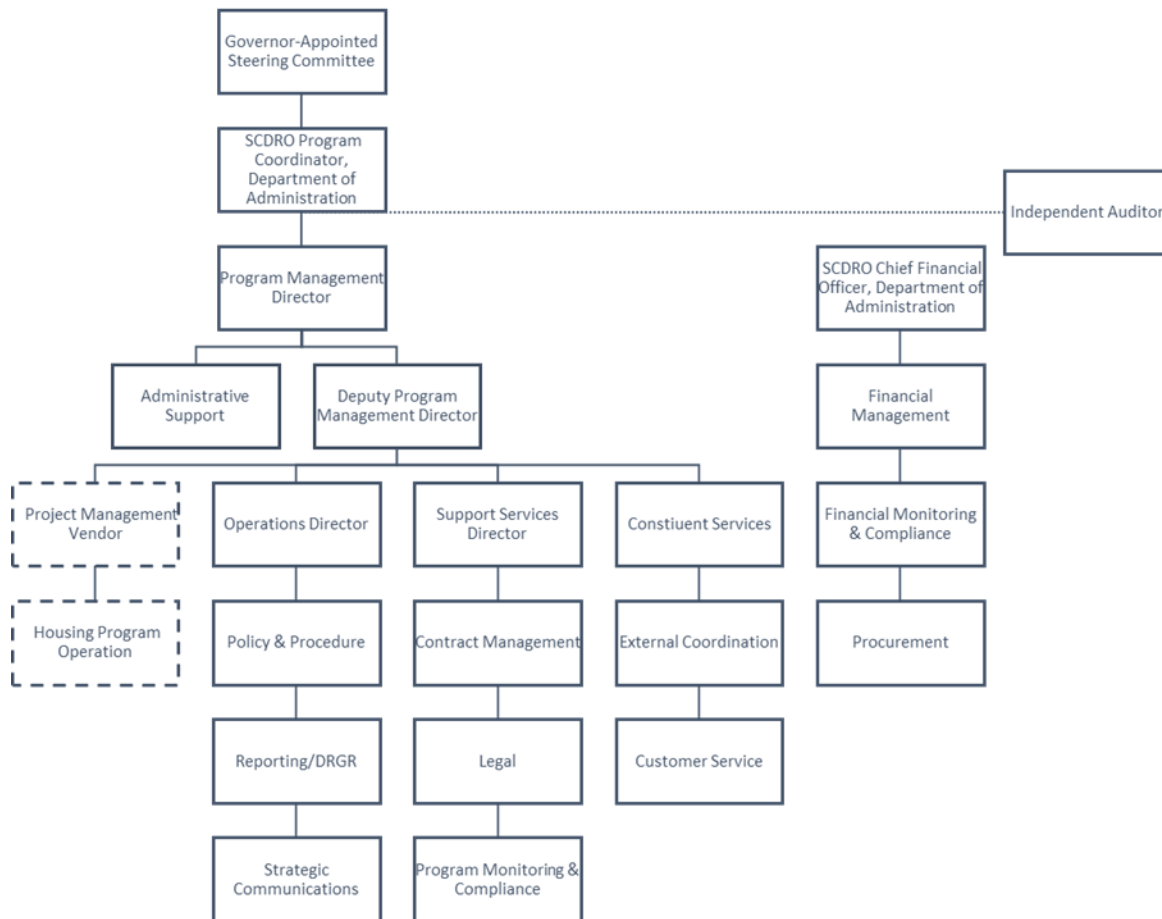 Governor-Appointed
Steering Committee
SCDRO Program
Coordinator,
Department of
Administration
Independent Auditor
Program Management
Director
SCDRO Chief Financial
Officer, Department of
Administration
Administrative
Support
Deputy Program
Management Director
Financial
Management
Project Management
Vendor
Operations Director
Support Services
Director
Constiuent Services
Financial Monitoring
& Compliance
Housing Program
Operation
Policy & Procedure
Contract Management
External Coordination
Procurement
Reporting/DRGR
Legal
Customer Service
Strategic
Communications
Program Monitoring &
Compliance